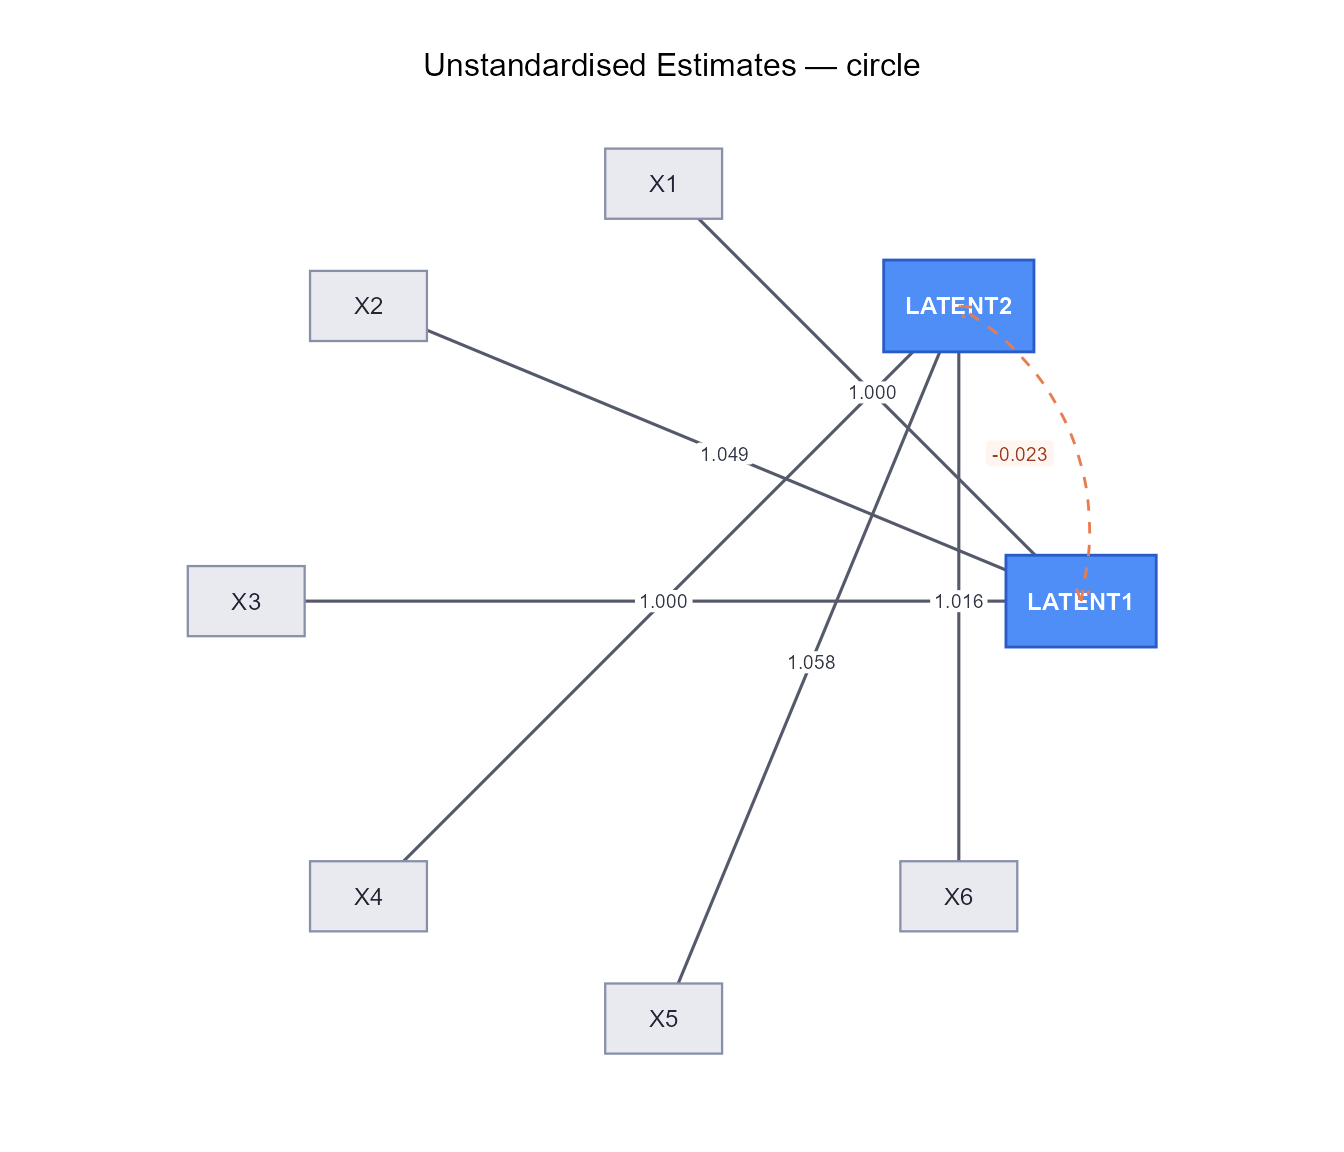 Unstandardised Estimates — circle
X1
X2
LATENT2
1.000
1.049
-0.023
X3
1.000
1.016
LATENT1
1.058
X4
X6
X5